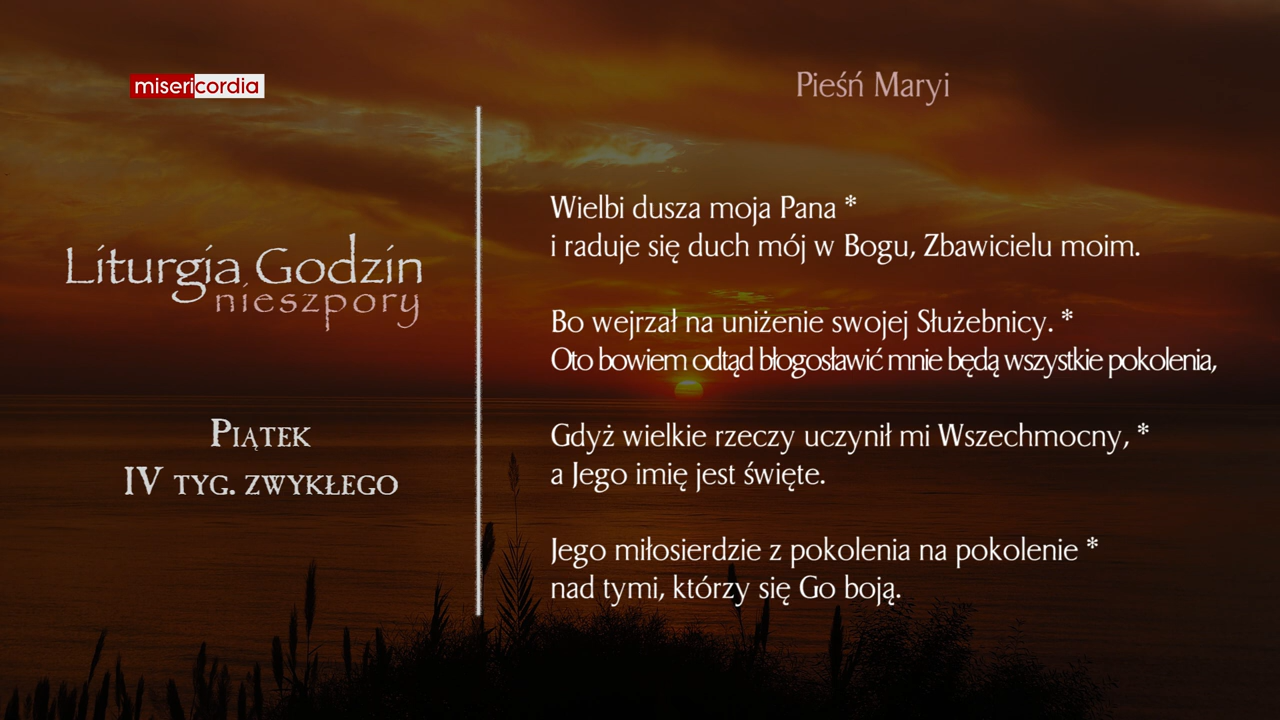 misericordia
Liturgia Godzin
nieszpory
Piątek
IV tyg. zwykłego
Pieśń Maryi
Wielbi dusza moja Pana *
i raduje się duch mój w Bogu, Zbawicielu moim.
Bo wejrzał na uniżenie swojej Służebnicy. *
Oto bowiem odtąd błogosławić mnie będą wszystkie pokolenia,
Gdyż wielkie rzeczy uczynił mi Wszechmocny, *
a Jego imię jest święte.
Jego miłosierdzie z pokolenia na pokolenie *
nad tymi, którzy się Go boją.